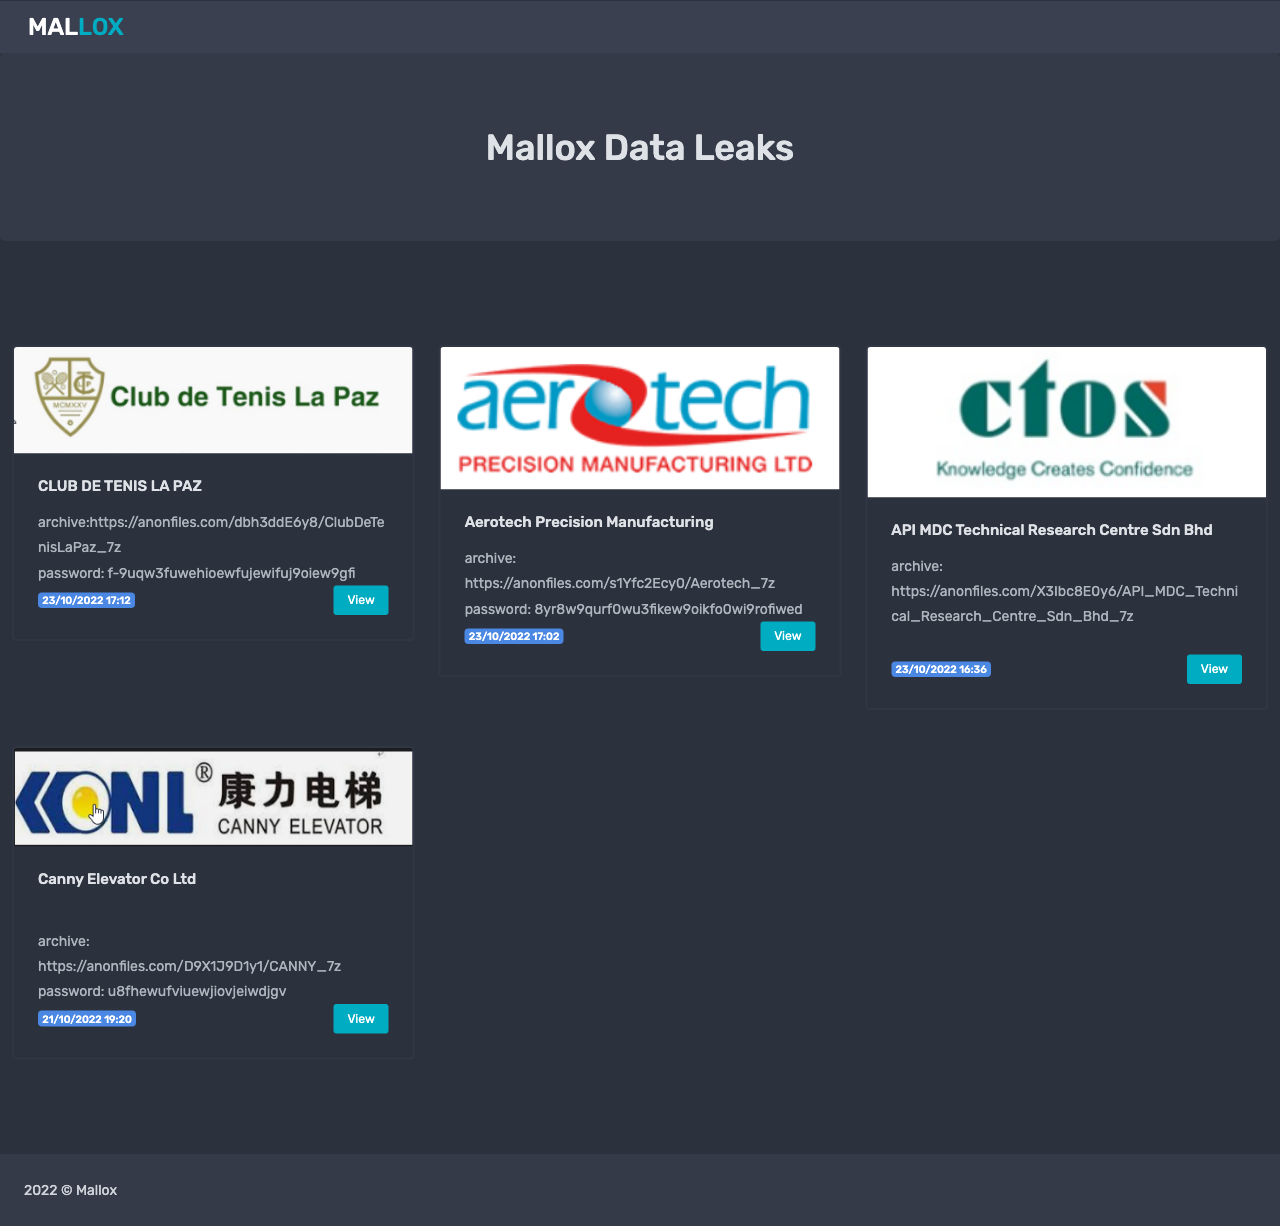 MALLOX
Mallox Data Leaks
MCMXXV
Club de Tenis La Paz
CLUB DE TENIS LA PAZ
archive:https://anonfiles.com/dbh3ddE6y8/ClubDeTe
nisLaPaz_7z
password: f-9uqw3fuwehioewfujewifuj9oiew9gfi
23/10/2022 17:12
View
aerotech
PRECISION MANUFACTURING LTD
Aerotech Precision Manufacturing
archive:
https://anonfiles.com/s1Yfc2Ecy0/Aerotech_7z
password: 8yr8w9qurf0wu3fikew9oikfo0wi9rofiwed
23/10/2022 17:02
View
ctos
Knowledge Creates Confidence
API MDC Technical Research Centre Sdn Bhd
archive:
https://anonfiles.com/X3Ibc8E0y6/API_MDC_Techni
cal_Research_Centre_Sdn_Bhd_7z
23/10/2022 16:36
View
KONL® 康力电梯
CANNY ELEVATOR
Canny Elevator Co Ltd
archive:
https://anonfiles.com/D9X1J9D1y1/CANNY_7z
password: u8fhewufviuewjiovjeiwdjgv
21/10/2022 19:20
View
2022 © Mallox